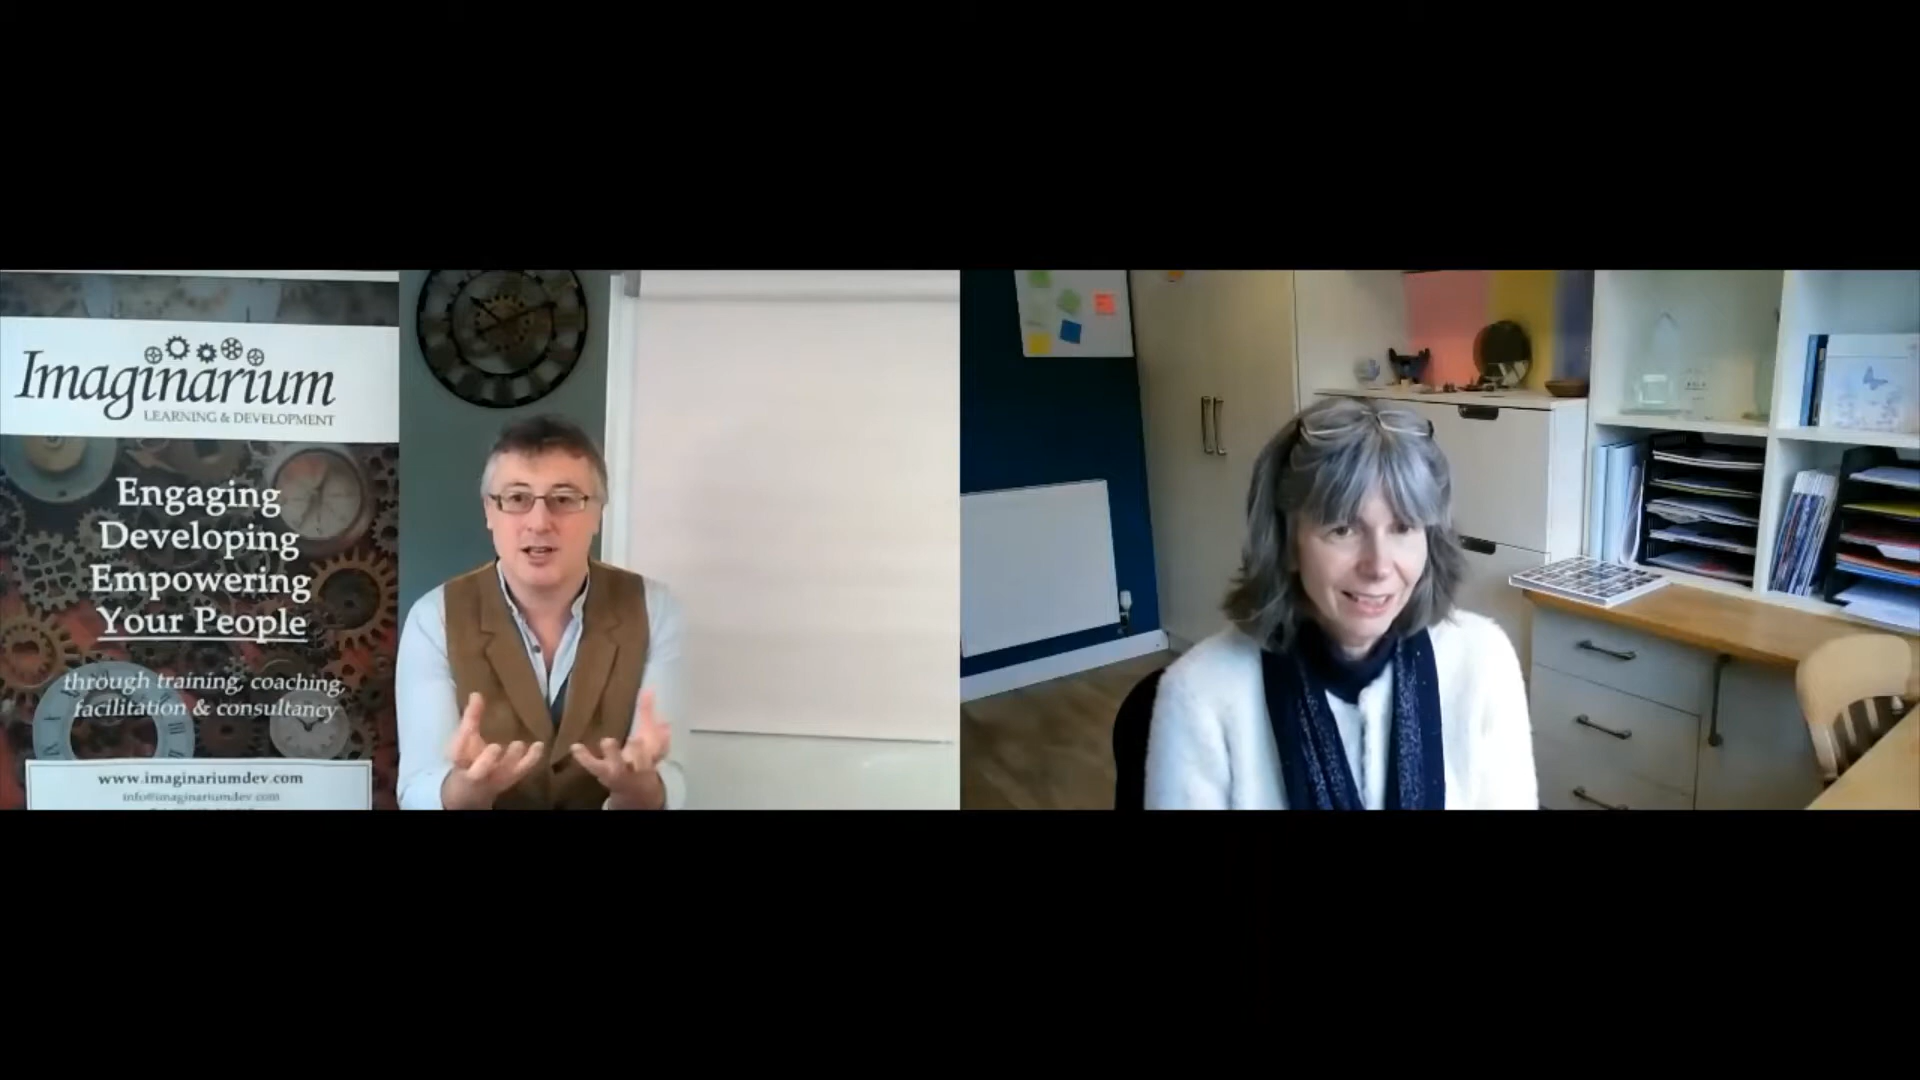 Imaginarium
LEARNING & DEVELOPMENT
Engaging
Developing
Empowering
Your People
through training, coaching,
facilitation & consultancy
www.imaginariumdev.com
info@imaginariumdev.com